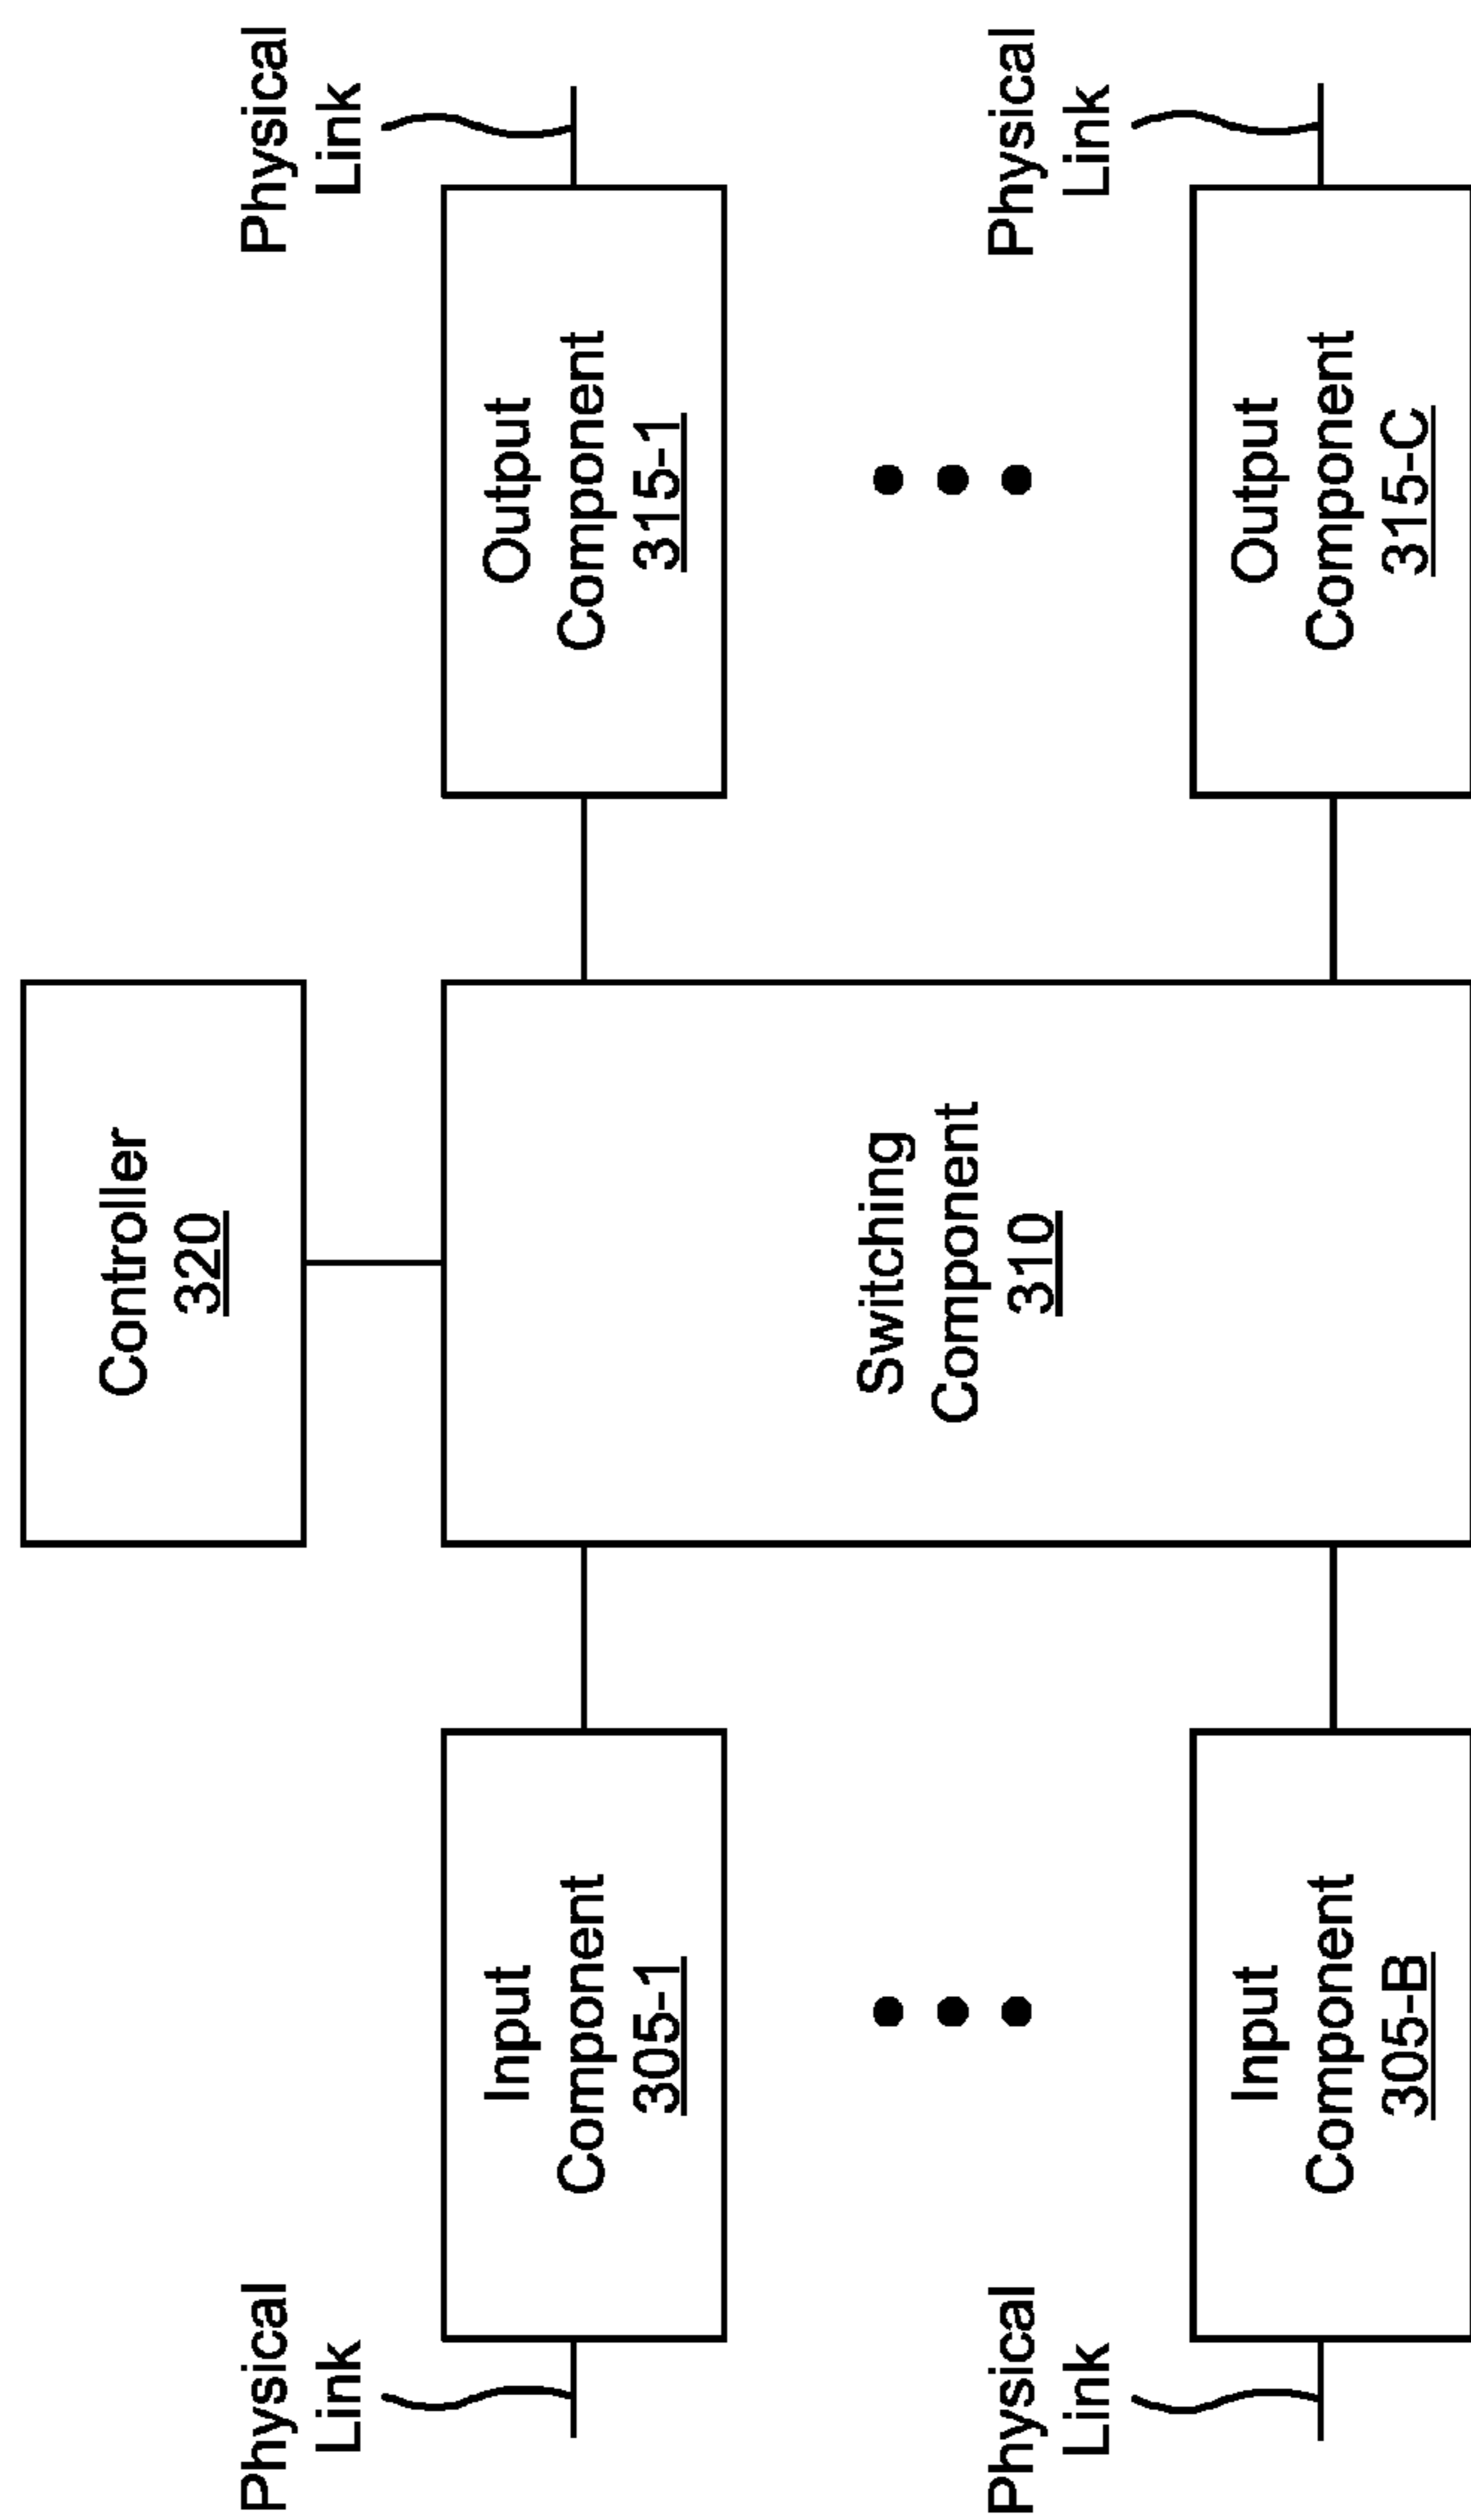 Controller
320
Physical
Link
Physical
Link
Input
Component
305-1
Switching
Component
310
Output
Component
315-1
Physical
Link
Physical
Link
Input
Component
305-B
Output
Component
315-C